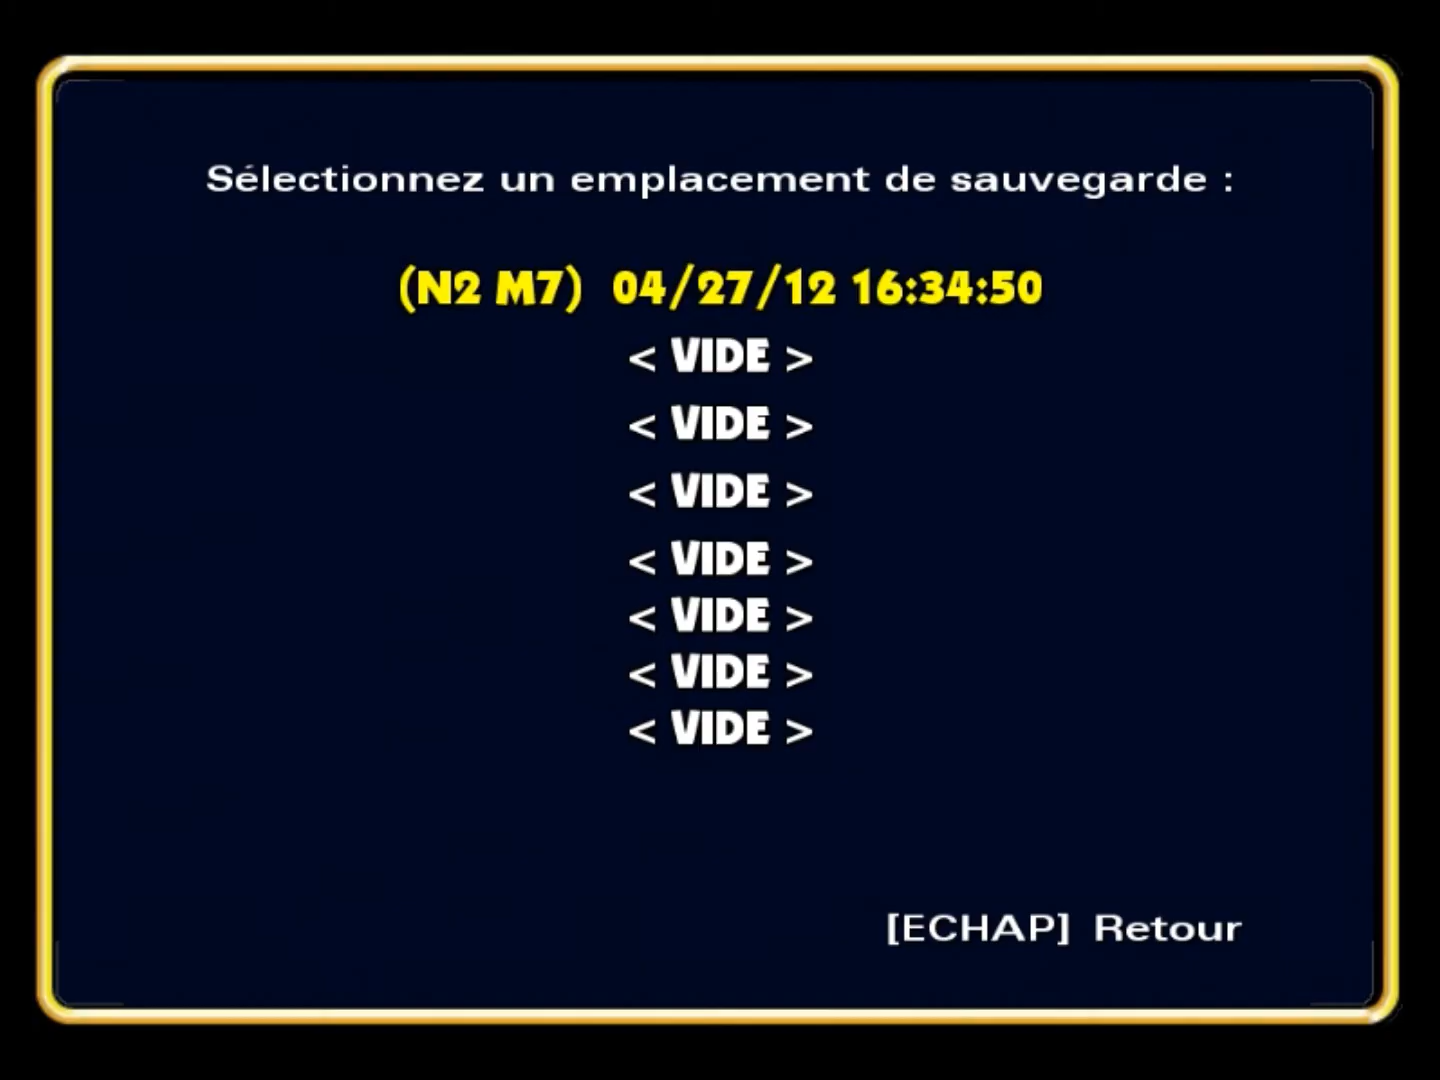 Sélectionnez un emplacement de sauvegarde :
(N2 M7) 04/27/12 16:34:50
< VIDE >
< VIDE >
< VIDE >
< VIDE >
< VIDE >
< VIDE >
< VIDE >
[ECHAP] Retour